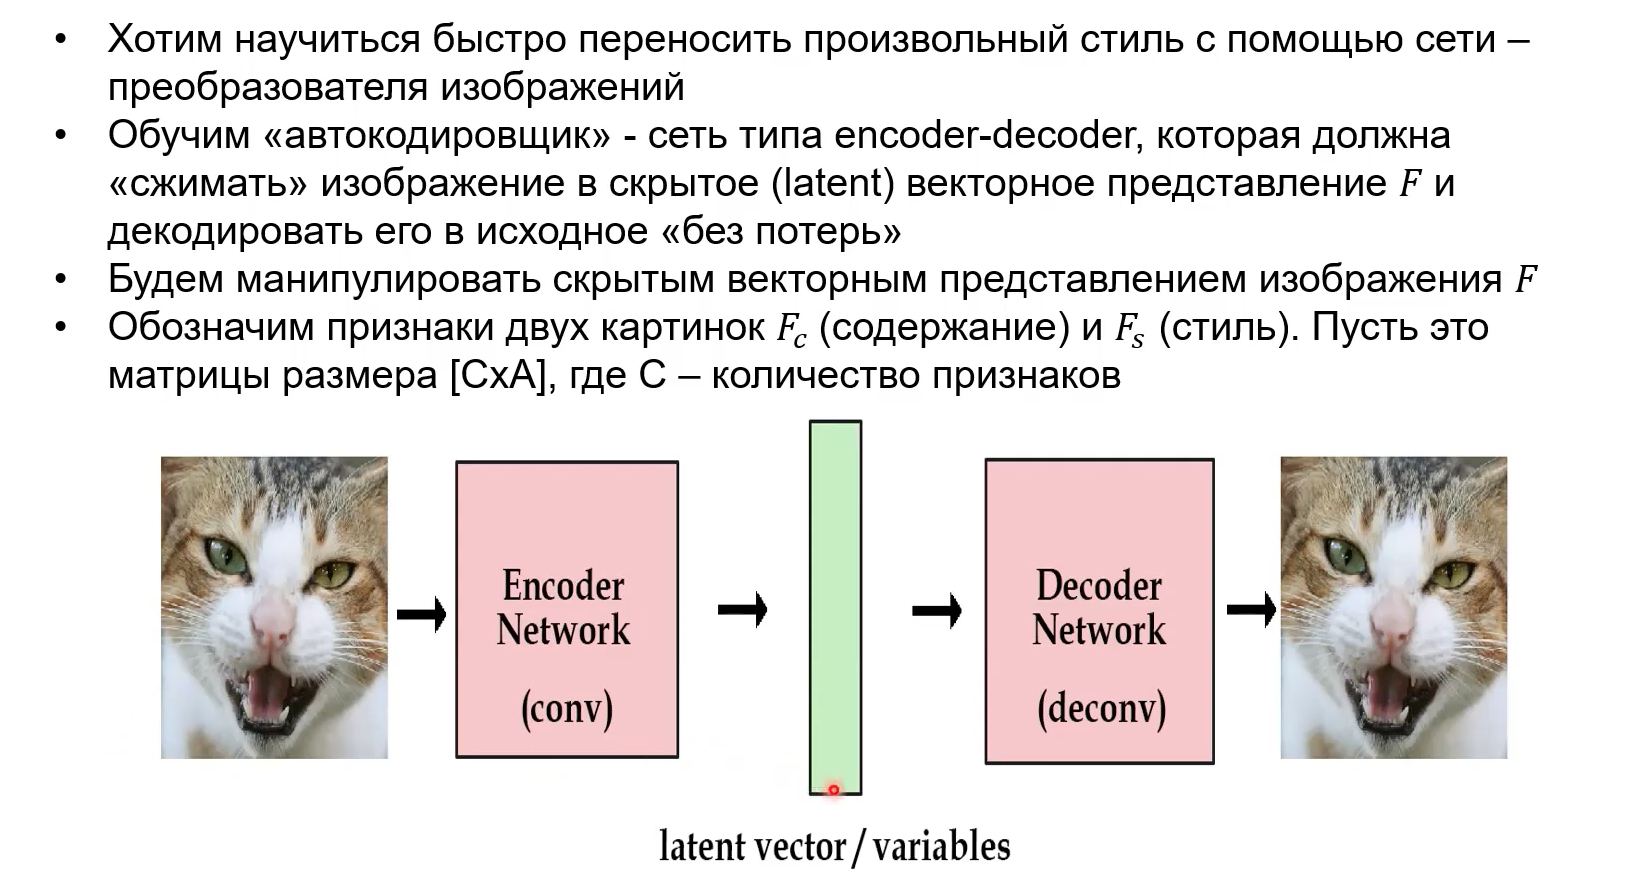 • Хотим научиться быстро переносить произвольный стиль с помощью сети –
преобразователя изображений
• Обучим «автокодировщик» - сеть типа encoder-decoder, которая должна
«сжимать» изображение в скрытое (latent) векторное представление F и
декодировать его в исходное «без потерь»
• Будем манипулировать скрытым векторным представлением изображения F
• Обозначим признаки двух картинок F_c (содержание) и F_s (стиль). Пусть это
матрицы размера [CxA], где C – количество признаков
Encoder
Network
(conv)
Decoder
Network
(deconv)
latent vector / variables